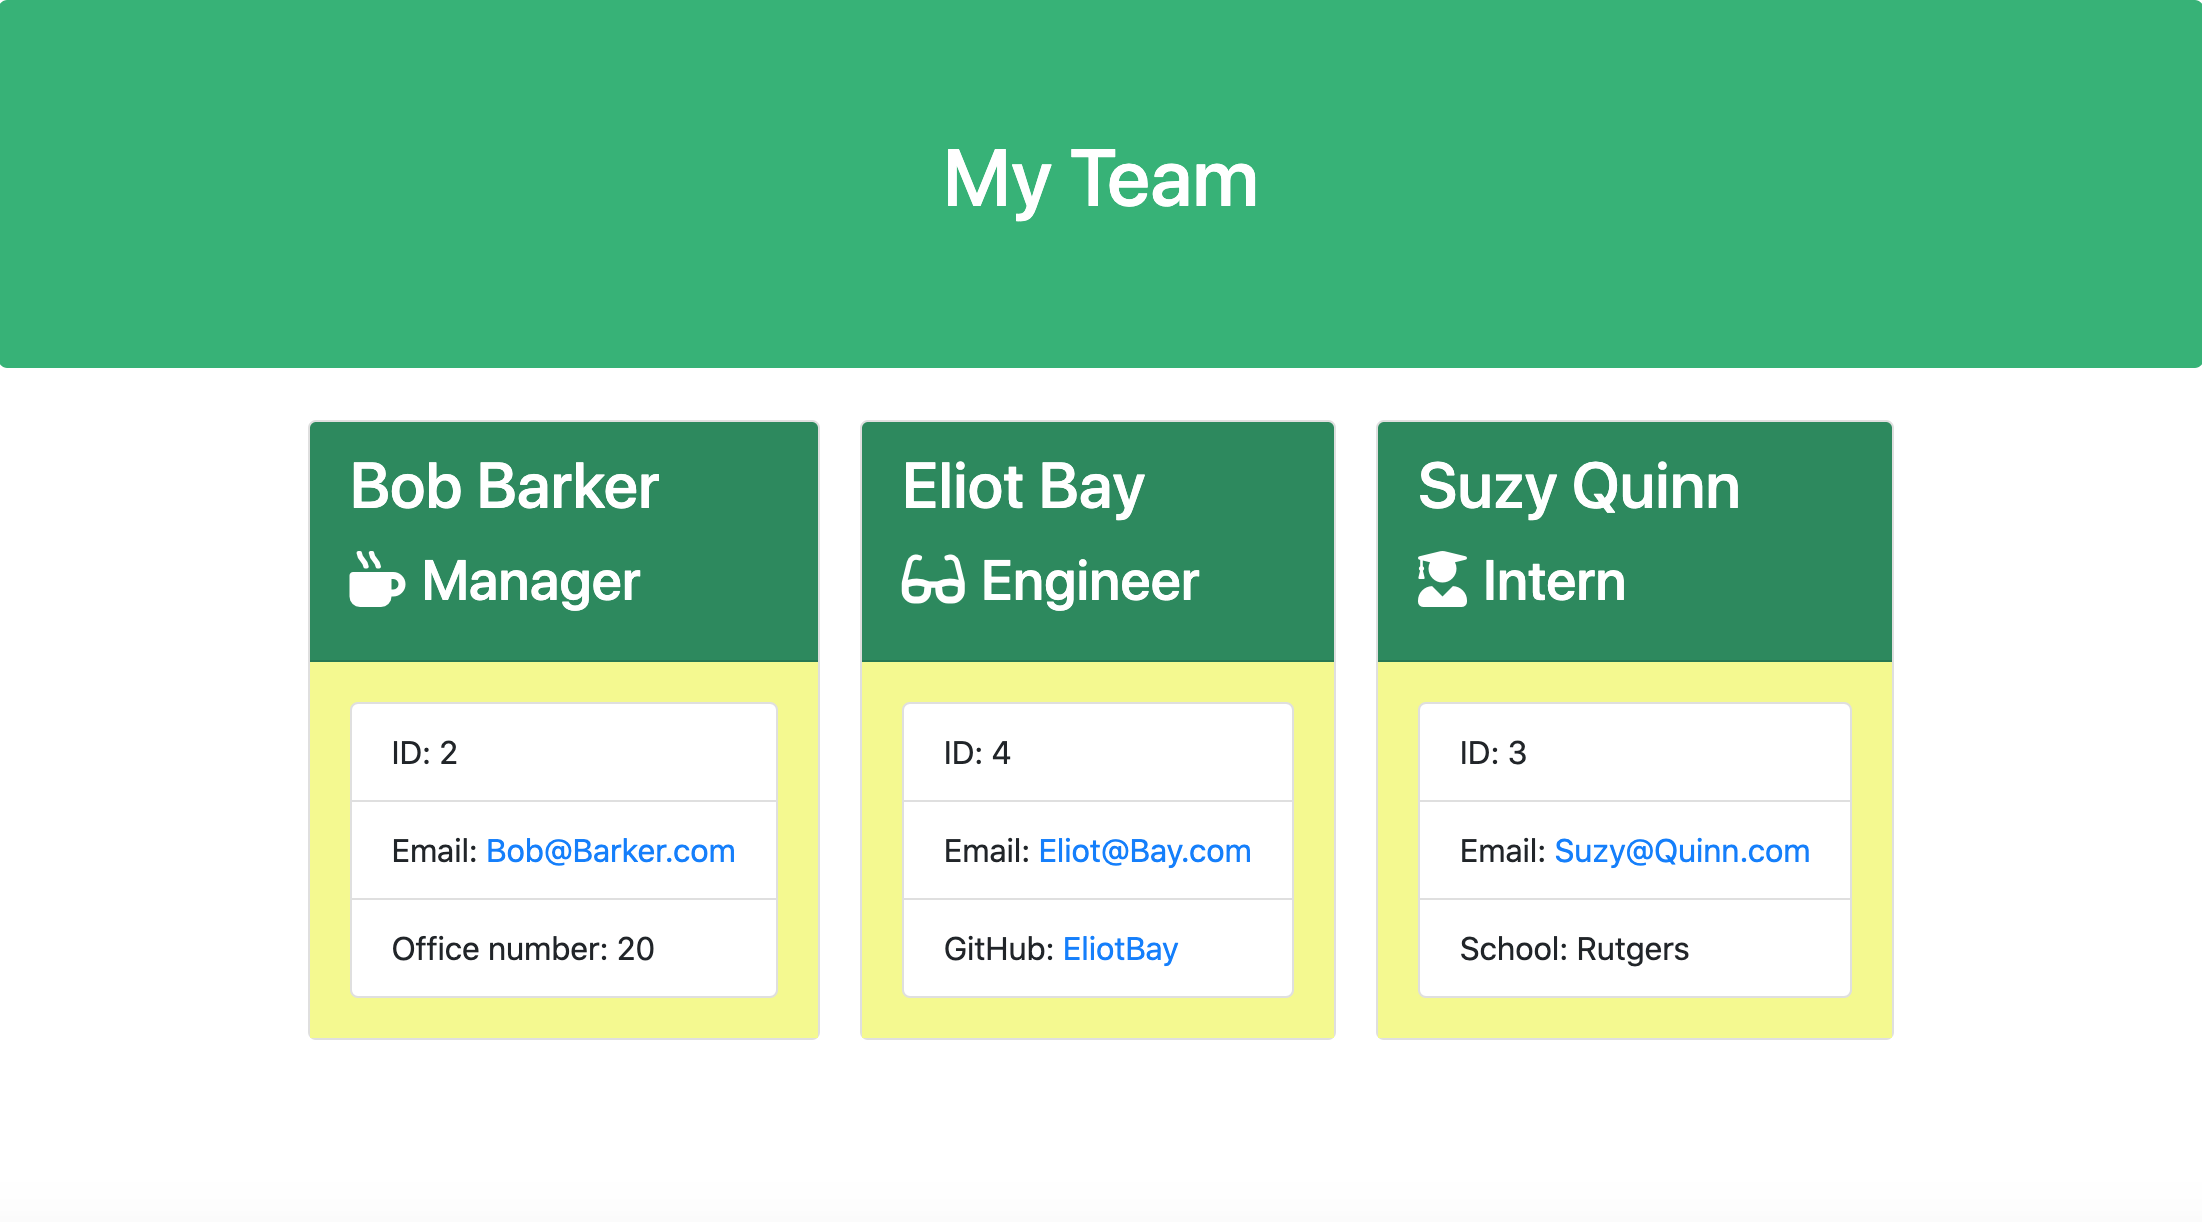 My Team
Bob Barker
Manager
ID: 2
Email: Bob@Barker.com
Office number: 20
Eliot Bay
Engineer
ID: 4
Email: Eliot@Bay.com
GitHub: EliotBay
Suzy Quinn
Intern
ID: 3
Email: Suzy@Quinn.com
School: Rutgers